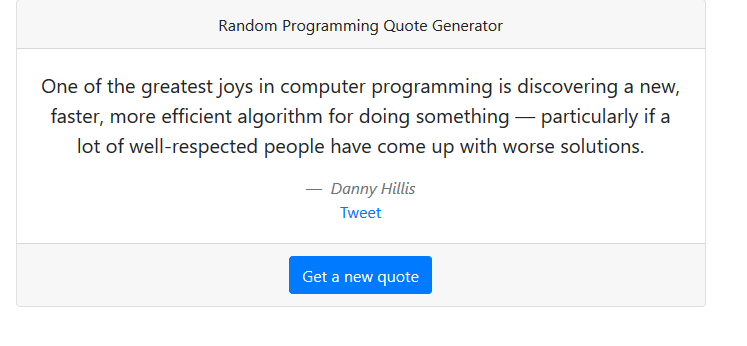 Random Programming Quote Generator
One of the greatest joys in computer programming is discovering a new,
faster, more efficient algorithm for doing something — particularly if a
lot of well-respected people have come up with worse solutions.
— Danny Hillis
Tweet
Get a new quote